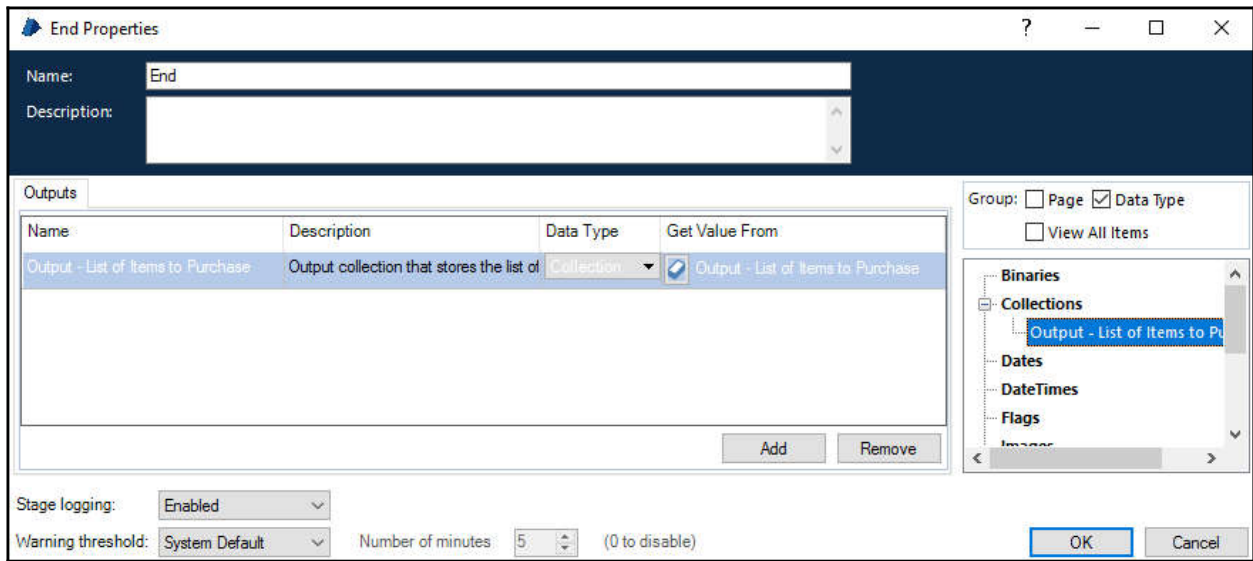 End Properties
Name: End
Description:
Outputs
Name Description Data Type Get Value From
Output - List of Items to Purchase Output collection that stores the list of Collection Output - List of Items to Purchase
Add Remove
Group: Page Data Type
View All Items
Binaries
Collections
Output - List of Items to Pu
Dates
DateTimes
Flags
Images
Stage logging: Enabled
Warning threshold: System Default Number of minutes 5 (0 to disable)
OK Cancel